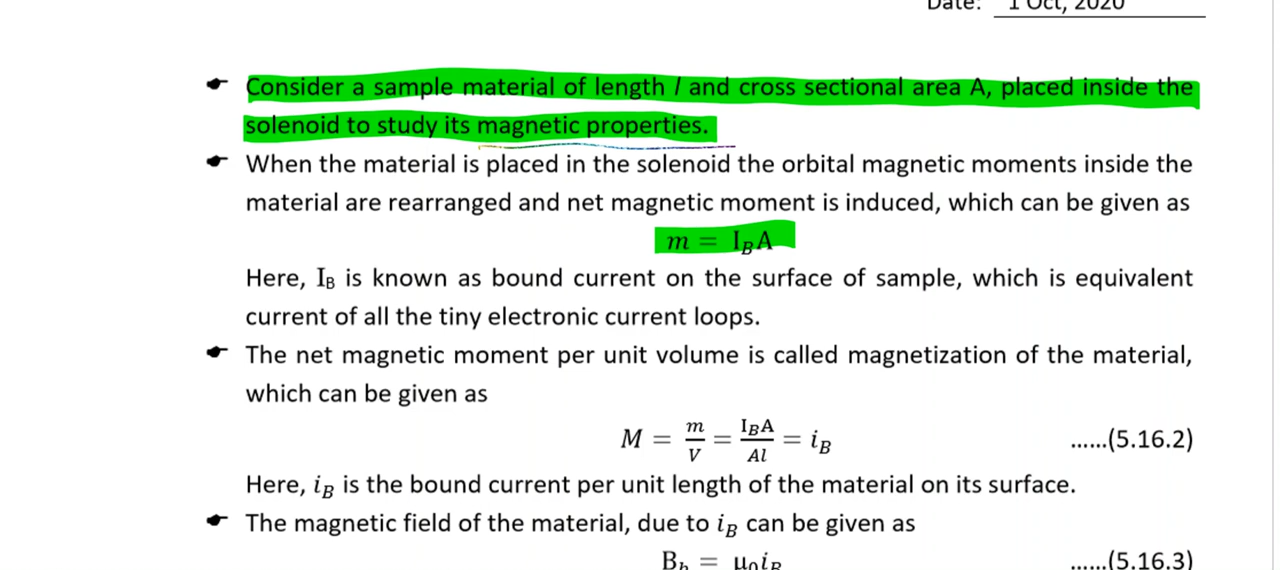 Date: 1 Oct, 2020
☛ Consider a sample material of length l and cross sectional area A, placed inside the
solenoid to study its magnetic properties.
☛ When the material is placed in the solenoid the orbital magnetic moments inside the
material are rearranged and net magnetic moment is induced, which can be given as
m = I_B A
Here, I_B is known as bound current on the surface of sample, which is equivalent
current of all the tiny electronic current loops.
☛ The net magnetic moment per unit volume is called magnetization of the material,
which can be given as
M = m/V = I_B A/Al = i_B ......(5.16.2)
Here, i_B is the bound current per unit length of the material on its surface.
☛ The magnetic field of the material, due to i_B can be given as
B_b = μ_0 i_B ......(5.16.3)